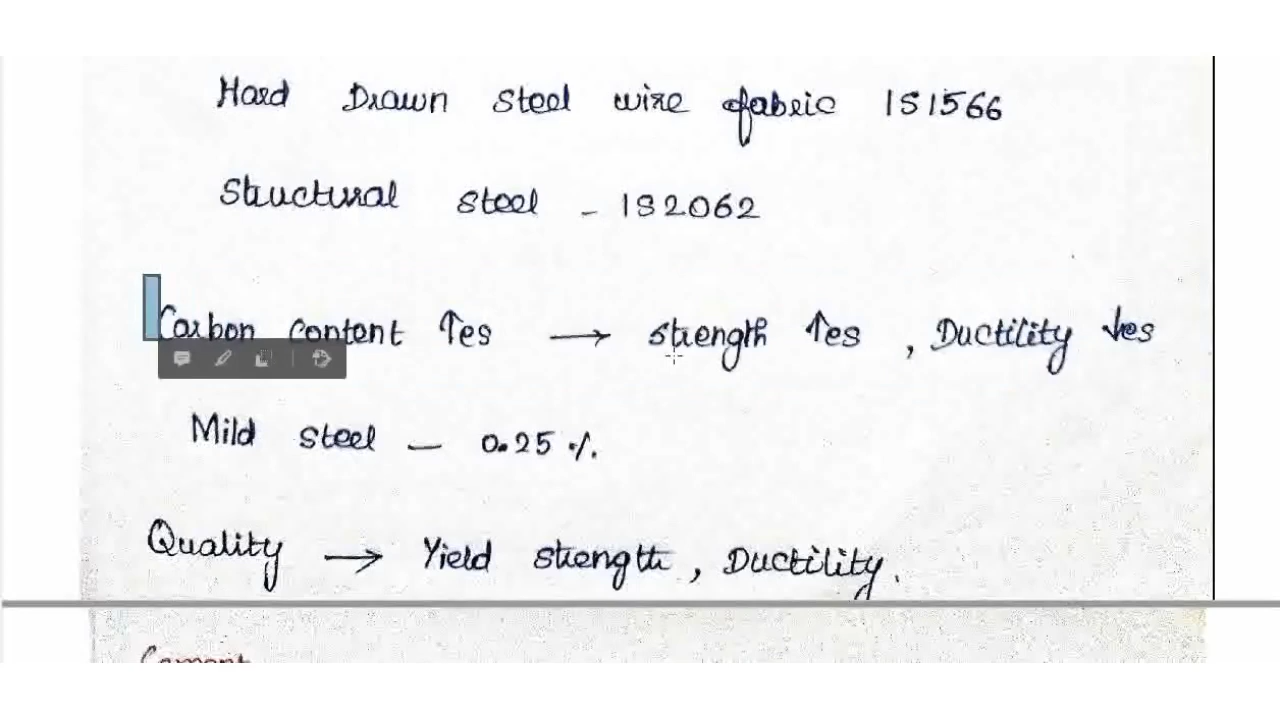 Hard Drawn steel wire fabric IS1566
Structural steel - IS2062
Carbon content ↑es → strength ↑es , Ductility ↓es
Mild steel - 0.25 %.
Quality → Yield strength, Ductility.
Cement